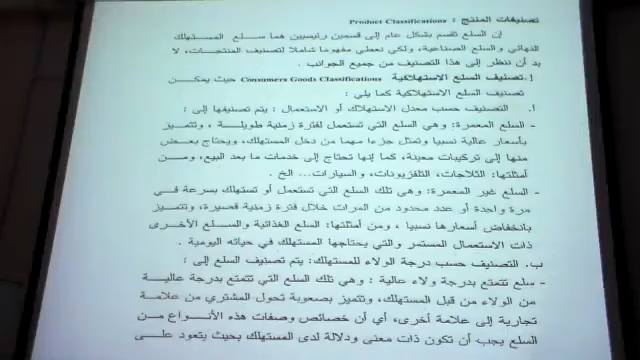 تصنيفات المنتج : Product Classifications
إن السلع تقسم بشكل عام إلى قسمين رئيسيين هما سلع المستهلك
النهائي والسلع الصناعية، ولكي نعطي مفهوما شاملا لتصنيف المنتجات، لا
بد أن ننظر إلى هذا التصنيف من جميع الجوانب .
1.تصنيف السلع الاستهلاكية Consumers Goods Classifications حيث يمكن
تصنيف السلع الاستهلاكية كما يلي :
أ. التصنيف حسب معدل الاستهلاك أو الاستعمال : يتم تصنيفها إلى :
- السلع المعمرة: وهي السلع التي تستعمل لفترة زمنية طويلة ، وتتميز
بأسعار عالية نسبيا وتمثل جزءا مهما من دخل المستهلك، ويحتاج بعض
منها إلى تركيبات معينة، كما إنها تحتاج إلى خدمات ما بعد البيع، ومن
أمثلتها: الثلاجات، التلفزيونات، والسيارات... الخ .
- السلع غير المعمرة: وهي تلك السلع التي تستعمل أو تستهلك بسرعة في
مرة واحدة أو عدد محدود من المرات خلال فترة زمنية قصيرة، وتتميز
بانخفاض أسعارها نسبيا ، ومن أمثلتها: السلع الغذائية والسلع الأخرى
ذات الاستعمال المستمر والتي يحتاجها المستهلك في حياته اليومية .
ب. التصنيف حسب درجة الولاء للمستهلك: يتم تصنيف السلع إلى :
- سلع تتمتع بدرجة ولاء عالية : وهي تلك السلع التي تتمتع بدرجة عالية
من الولاء من قبل المستهلك، وتتميز بصعوبة تحول المشتري من علامة
تجارية إلى علامة أخرى، أي أن خصائص وصفات هذه الأنواع من
السلع يجب أن تكون ذات معنى ودلالة لدى المستهلك بحيث يتعود على